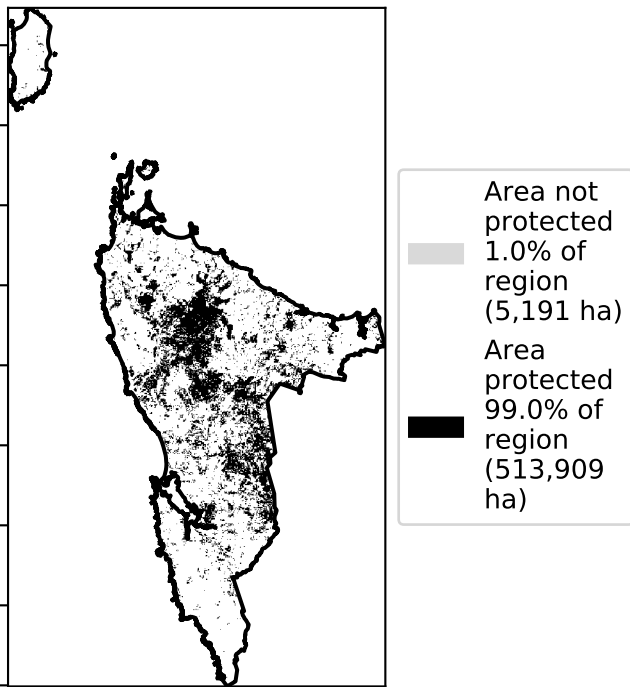 Area not
protected
1.0% of
region
(5,191 ha)
Area
protected
99.0% of
region
(513,909
ha)